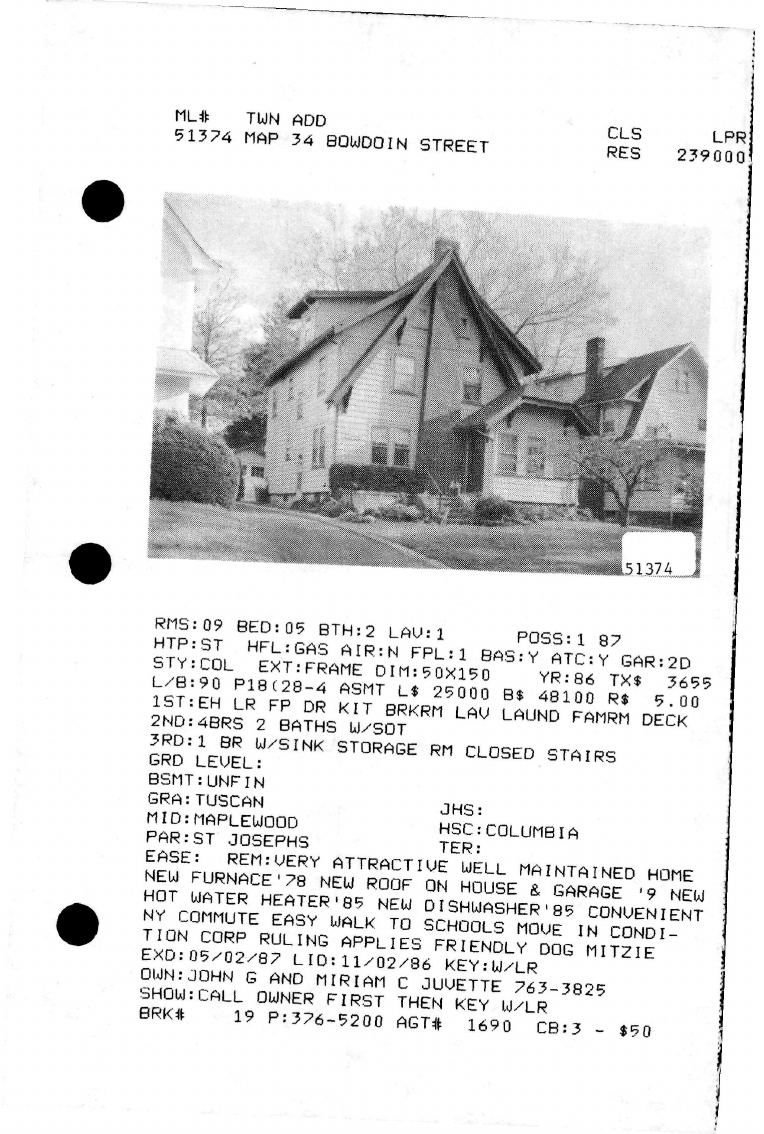 ML# TWN ADD CLS LPR
51374 MAP 34 BOWDOIN STREET RES 239000
51374
RMS:09 BED:05 BTH:2 LAV:1 POSS:1 87
HTP:ST HFL:GAS AIR:N FPL:1 BAS:Y ATC:Y GAR:2D
STY:COL EXT:FRAME DIM:50X150 YR:86 TX$ 3655
L/B:90 P18(28-4 ASMT L$ 25000 B$ 48100 R$ 5.00
1ST:EH LR FP DR KIT BRKRM LAV LAUND FAMRM DECK
2ND:4BRS 2 BATHS W/SOT
3RD:1 BR W/SINK STORAGE RM CLOSED STAIRS
GRD LEVEL:
BSMT:UNFIN
GRA:TUSCAN JHS:
MID:MAPLEWOOD HSC:COLUMBIA
PAR:ST JOSEPHS TER:
EASE: REM:VERY ATTRACTIVE WELL MAINTAINED HOME
NEW FURNACE'78 NEW ROOF ON HOUSE & GARAGE '9 NEW
HOT WATER HEATER'85 NEW DISHWASHER'85 CONVENIENT
NY COMMUTE EASY WALK TO SCHOOLS MOVE IN CONDI-
TION CORP RULING APPLIES FRIENDLY DOG MITZIE
EXD:05/02/87 LID:11/02/86 KEY:W/LR
OWN:JOHN G AND MIRIAM C JUVETTE 763-3825
SHOW:CALL OWNER FIRST THEN KEY W/LR
BRK# 19 P:376-5200 AGT# 1690 CB:3 - $50